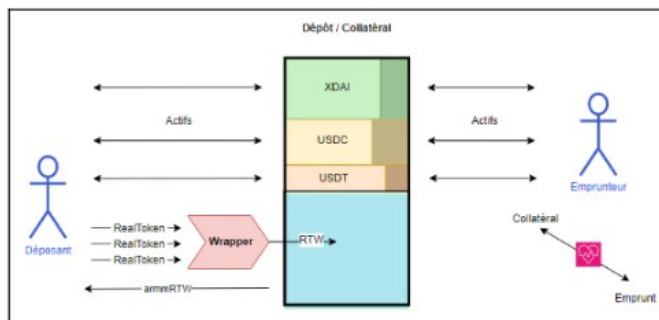 Dépôt / Collatéral
XDAI
Actifs
Actifs
USDC
USDT
Emprunteur
Déposant
RealToken
RealToken
RealToken
Wrapper
RTW
Collatéral
armmRTW
Emprunt